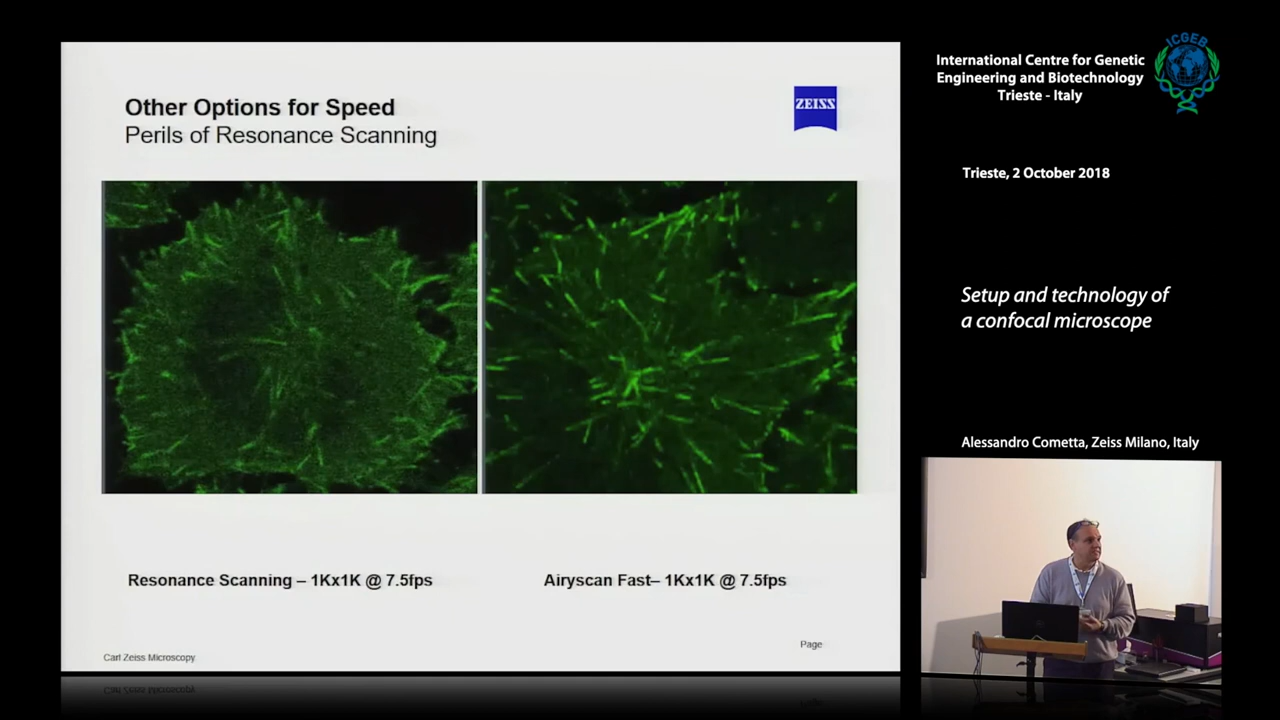 Other Options for Speed
Perils of Resonance Scanning
ZEISS
Resonance Scanning – 1Kx1K @ 7.5fps
Airyscan Fast– 1Kx1K @ 7.5fps
Page
Carl Zeiss Microscopy
ICGEB
International Centre for Genetic
Engineering and Biotechnology
Trieste - Italy
Trieste, 2 October 2018
Setup and technology of
a confocal microscope
Alessandro Cometta, Zeiss Milano, Italy